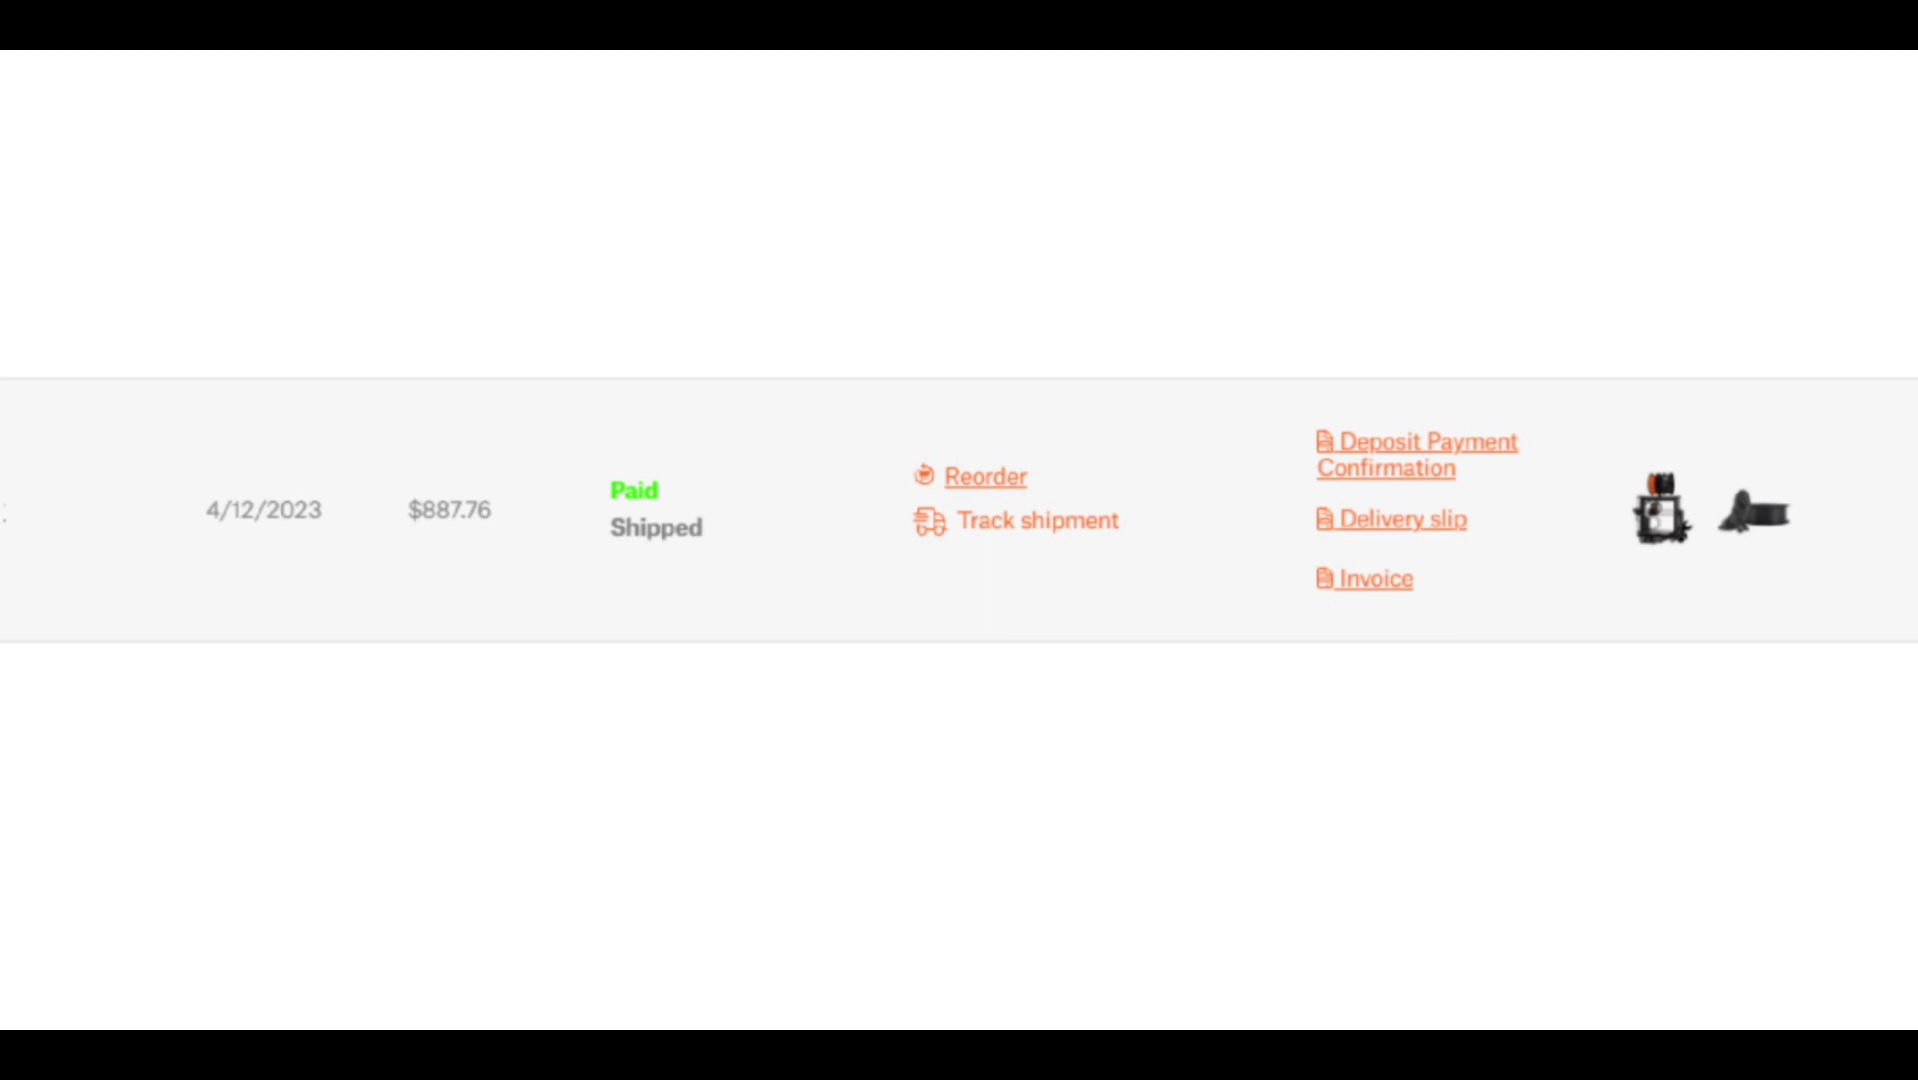 4/12/2023
$887.76
Paid
Shipped
Reorder
Track shipment
Deposit Payment
Confirmation
Delivery slip
Invoice